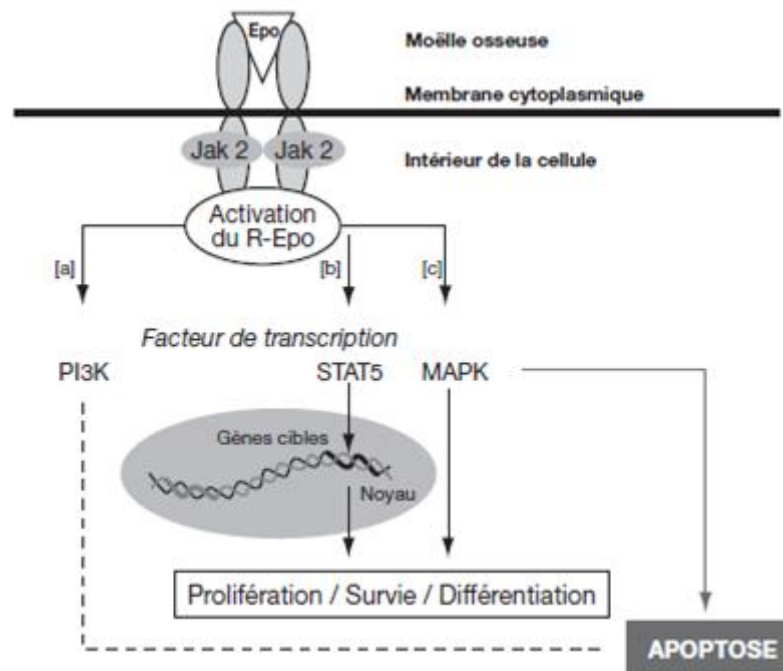 Epo
Moëlle osseuse
Membrane cytoplasmique
Jak 2 Jak 2
Intérieur de la cellule
Activation
du R-Epo
[a] [b] [c]
Facteur de transcription
PI3K STAT5 MAPK
Gènes cibles
Noyau
Prolifération / Survie / Différentiation
APOPTOSE